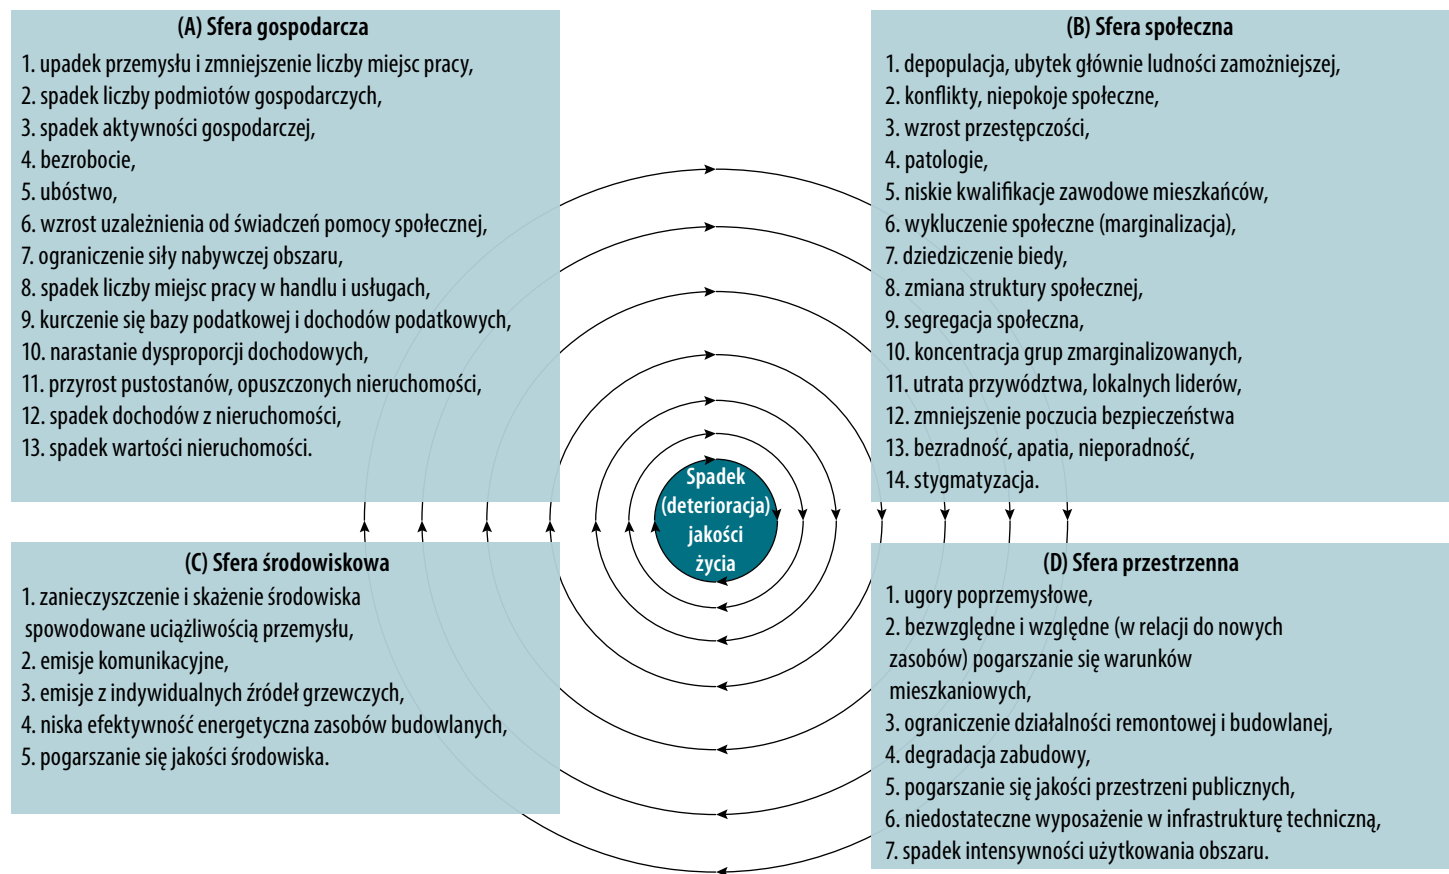 (A) Sfera gospodarcza
1. upadek przemysłu i zmniejszenie liczby miejsc pracy,
2. spadek liczby podmiotów gospodarczych,
3. spadek aktywności gospodarczej,
4. bezrobocie,
5. ubóstwo,
6. wzrost uzależnienia od świadczeń pomocy społecznej,
7. ograniczenie siły nabywczej obszaru,
8. spadek liczby miejsc pracy w handlu i usługach,
9. kurczenie się bazy podatkowej i dochodów podatkowych,
10. narastanie dysproporcji dochodowych,
11. przyrost pustostanów, opuszczonych nieruchomości,
12. spadek dochodów z nieruchomości,
13. spadek wartości nieruchomości.
(B) Sfera społeczna
1. depopulacja, ubytek głównie ludności zamożniejszej,
2. konflikty, niepokoje społeczne,
3. wzrost przestępczości,
4. patologie,
5. niskie kwalifikacje zawodowe mieszkańców,
6. wykluczenie społeczne (marginalizacja),
7. dziedziczenie biedy,
8. zmiana struktury społecznej,
9. segregacja społeczna,
10. koncentracja grup zmarginalizowanych,
11. utrata przywództwa, lokalnych liderów,
12. zmniejszenie poczucia bezpieczeństwa
13. bezradność, apatia, nieporadność,
14. stygmatyzacja.
Spadek
(deterioracja)
jakości
życia
(C) Sfera środowiskowa
1. zanieczyszczenie i skażenie środowiska
spowodowane uciążliwością przemysłu,
2. emisje komunikacyjne,
3. emisje z indywidualnych źródeł grzewczych,
4. niska efektywność energetyczna zasobów budowlanych,
5. pogarszanie się jakości środowiska.
(D) Sfera przestrzenna
1. ugory poprzemysłowe,
2. bezwzględne i względne (w relacji do nowych
zasobów) pogarszanie się warunków
mieszkaniowych,
3. ograniczenie działalności remontowej i budowlanej,
4. degradacja zabudowy,
5. pogarszanie się jakości przestrzeni publicznych,
6. niedostateczne wyposażenie w infrastrukturę techniczną,
7. spadek intensywności użytkowania obszaru.